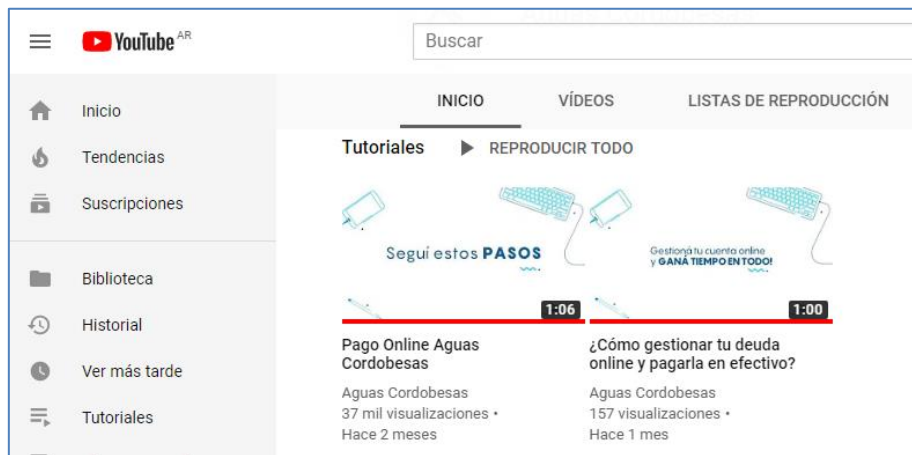 YouTube AR
Buscar
Inicio
Tendencias
Suscripciones
Biblioteca
Historial
Ver más tarde
Tutoriales
INICIO VÍDEOS LISTAS DE REPRODUCCIÓN
Tutoriales REPRODUCIR TODO
Seguí estos PASOS
1:06
Pago Online Aguas
Cordobesas
Aguas Cordobesas
37 mil visualizaciones •
Hace 2 meses
Gestioná tu cuenta online
y GANÁ TIEMPO EN TODO!
1:00
¿Cómo gestionar tu deuda
online y pagarla en efectivo?
Aguas Cordobesas
157 visualizaciones •
Hace 1 mes